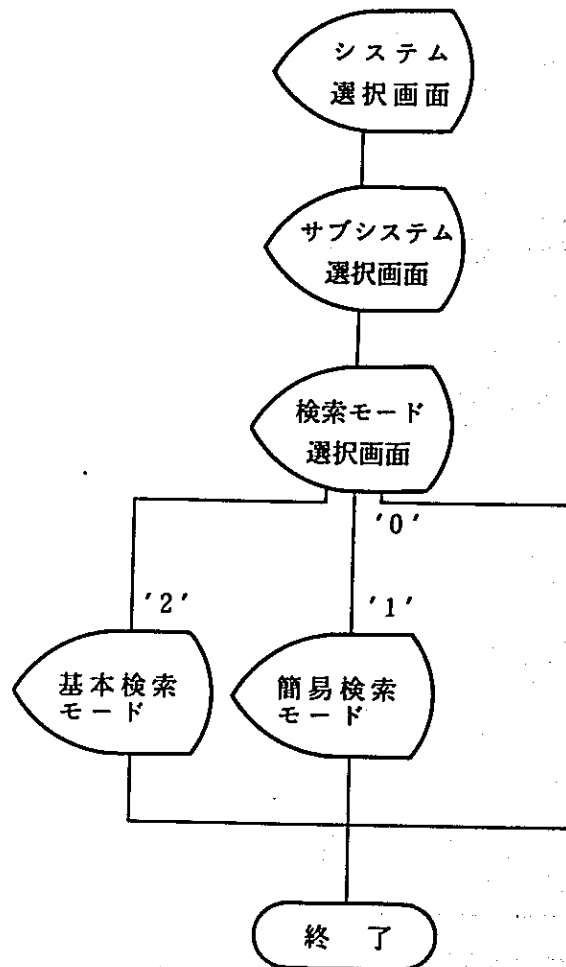 システム
選択画面
サブシステム
選択画面
検索モード
選択画面
'0'
'2'
'1'
基本検索
モード
簡易検索
モード
終了